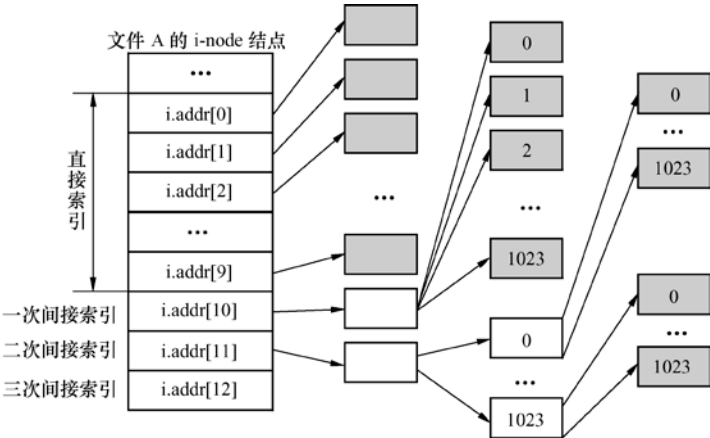 文件 A 的 i-node 结点
...
i.addr[0]
i.addr[1]
i.addr[2]
...
i.addr[9]
i.addr[10]
i.addr[11]
i.addr[12]
直接索引
一次间接索引
二次间接索引
三次间接索引
...
0
1
2
...
1023
0
...
1023
0
...
1023
0
...
1023